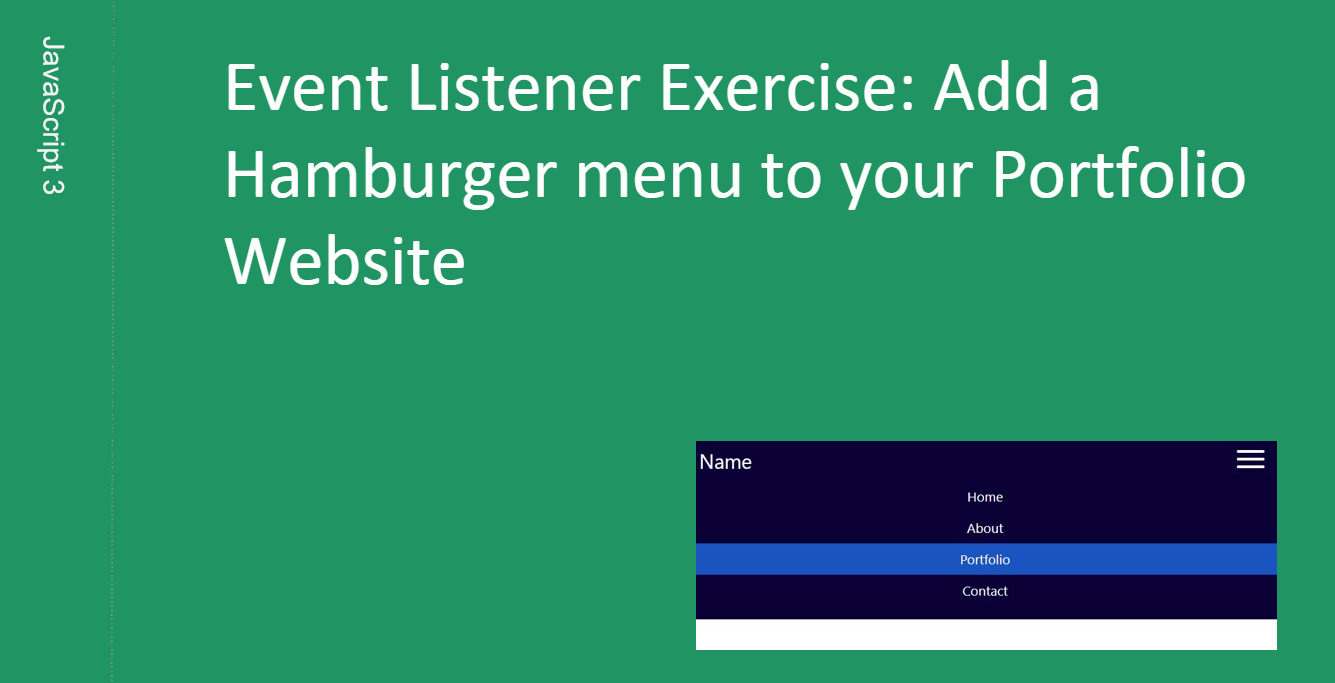 JavaScript 3
Event Listener Exercise: Add a
Hamburger menu to your Portfolio
Website
Name
Home
About
Portfolio
Contact